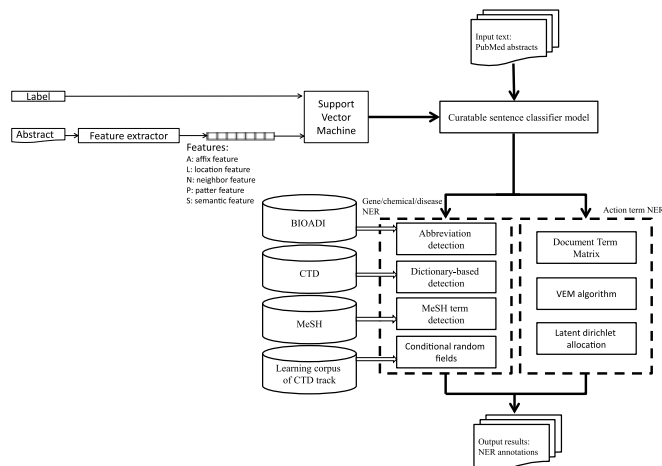 Input text:
PubMed abstracts
Label
Support
Vector
Machine
Curatable sentence classifier model
Abstract
Feature extractor
Features:
A: affix feature
L: location feature
N: neighbor feature
P: patter feature
S: semantic feature
Gene/chemical/disease
NER
Action term NER
BIOADI
Abbreviation
detection
Document Term
Matrix
CTD
Dictionary-based
detection
VEM algorithm
MeSH
MeSH term
detection
Latent dirichlet
allocation
Learning corpus
of CTD track
Conditional random
fields
Output results:
NER annotations